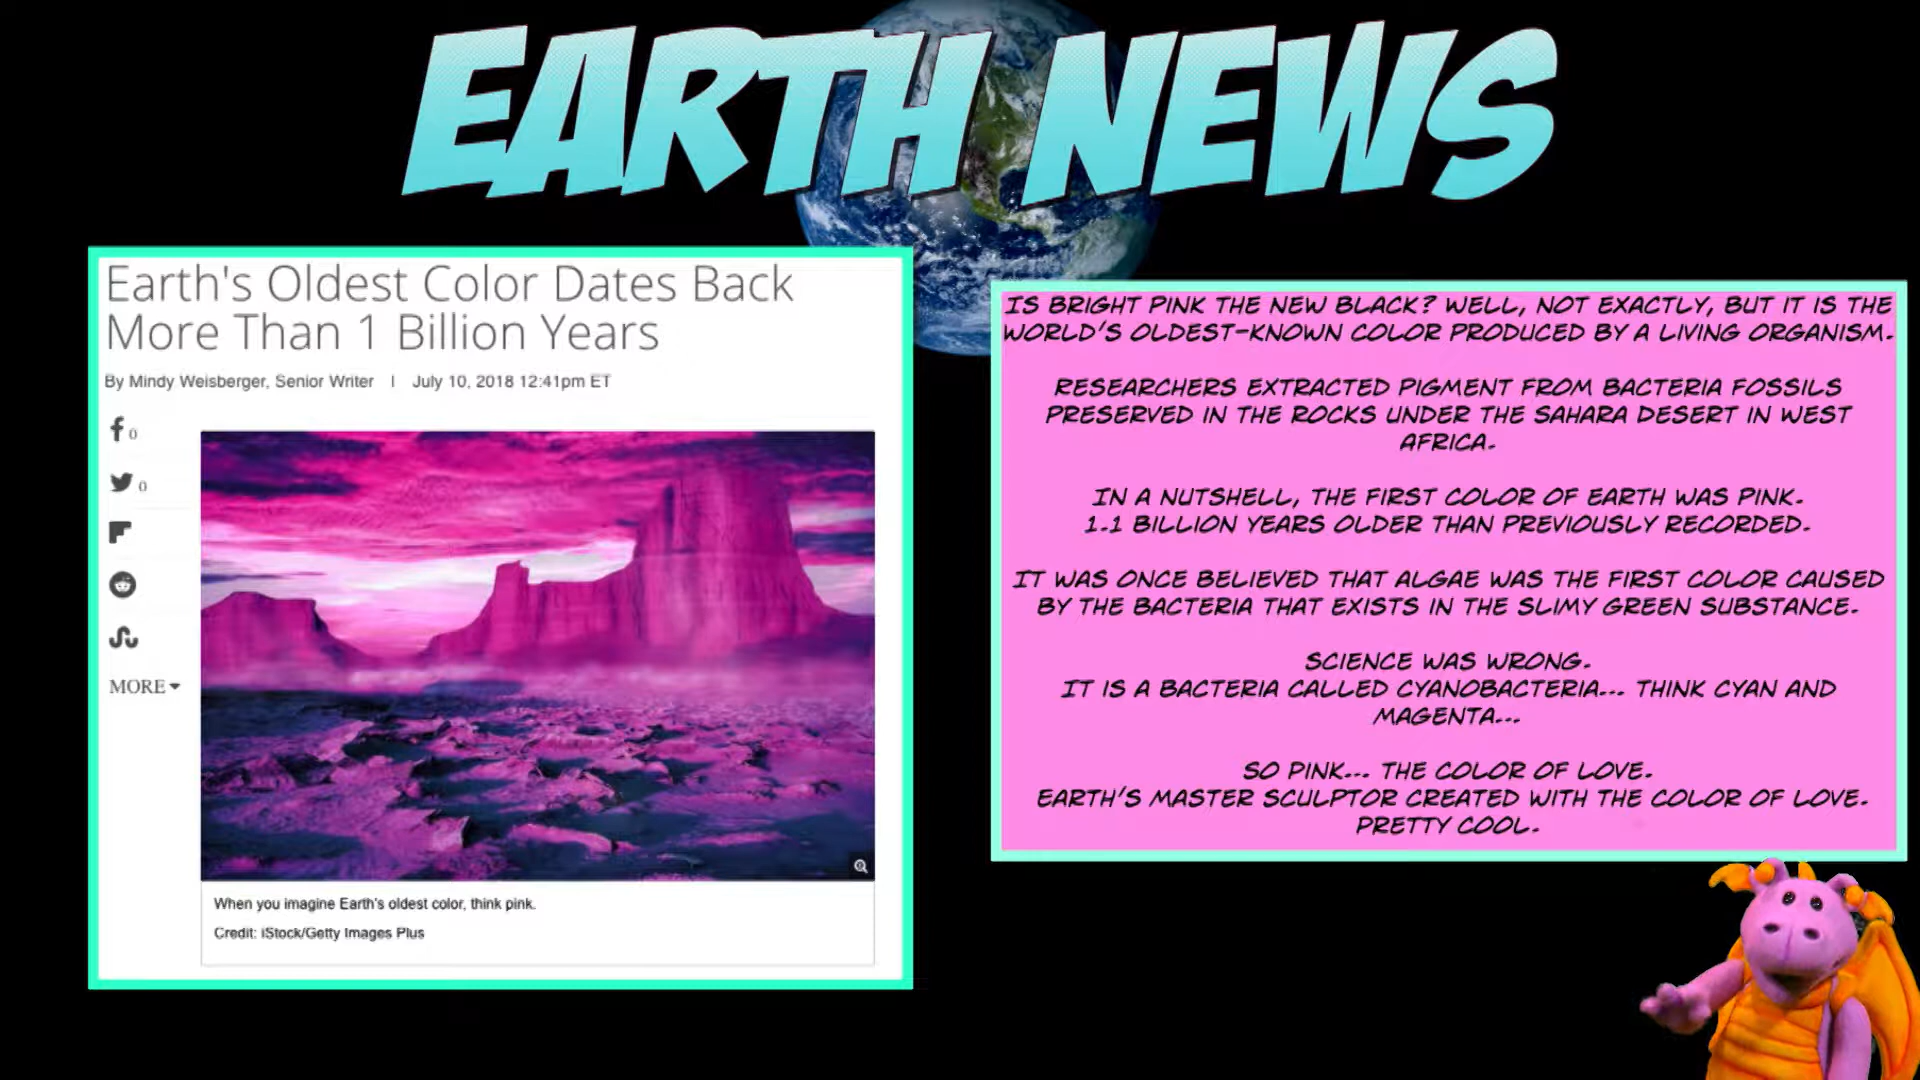 EARTH NEWS
Earth's Oldest Color Dates Back
More Than 1 Billion Years
By Mindy Weisberger, Senior Writer | July 10, 2018 12:41pm ET
0
0
MORE
When you imagine Earth's oldest color, think pink.
Credit: iStock/Getty Images Plus
IS BRIGHT PINK THE NEW BLACK? WELL, NOT EXACTLY, BUT IT IS THE
WORLD'S OLDEST-KNOWN COLOR PRODUCED BY A LIVING ORGANISM.
RESEARCHERS EXTRACTED PIGMENT FROM BACTERIA FOSSILS
PRESERVED IN THE ROCKS UNDER THE SAHARA DESERT IN WEST
AFRICA.
IN A NUTSHELL, THE FIRST COLOR OF EARTH WAS PINK.
1.1 BILLION YEARS OLDER THAN PREVIOUSLY RECORDED.
IT WAS ONCE BELIEVED THAT ALGAE WAS THE FIRST COLOR CAUSED
BY THE BACTERIA THAT EXISTS IN THE SLIMY GREEN SUBSTANCE.
SCIENCE WAS WRONG.
IT IS A BACTERIA CALLED CYANOBACTERIA... THINK CYAN AND
MAGENTA...
SO PINK... THE COLOR OF LOVE.
EARTH'S MASTER SCULPTOR CREATED WITH THE COLOR OF LOVE.
PRETTY COOL.